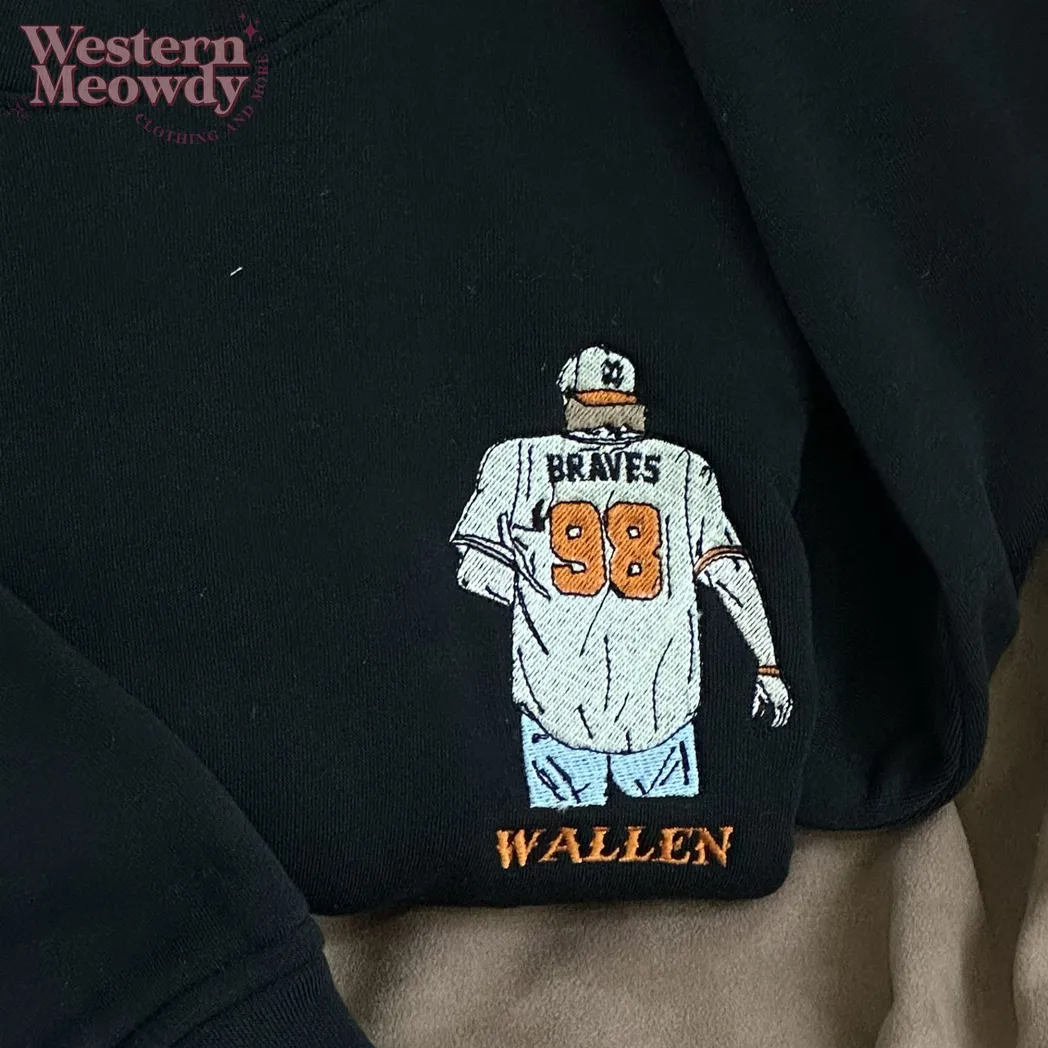 Western
Meowdy
CLOTHING AND MORE
BRAVES
98
WALLEN